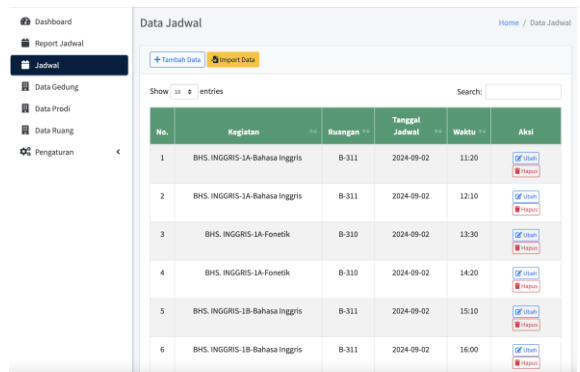 Dashboard
Report Jadwal
Jadwal
Data Gedung
Data Prodi
Data Ruang
Pengaturan
Data Jadwal
Home / Data Jadwal
+ Tambah Data Import Data
Show 10 entries
Search:
No. Kegiatan Ruangan Tanggal Jadwal Waktu Aksi
1 BHS. INGGRIS-1A-Bahasa Inggris B-311 2024-09-02 11:20 Ubah
Hapus
2 BHS. INGGRIS-1A-Bahasa Inggris B-311 2024-09-02 12:10 Ubah
Hapus
3 BHS. INGGRIS-1A-Fonetik B-310 2024-09-02 13:30 Ubah
Hapus
4 BHS. INGGRIS-1A-Fonetik B-310 2024-09-02 14:20 Ubah
Hapus
5 BHS. INGGRIS-1B-Bahasa Inggris B-311 2024-09-02 15:10 Ubah
Hapus
6 BHS. INGGRIS-1B-Bahasa Inggris B-311 2024-09-02 16:00 Ubah
Hapus